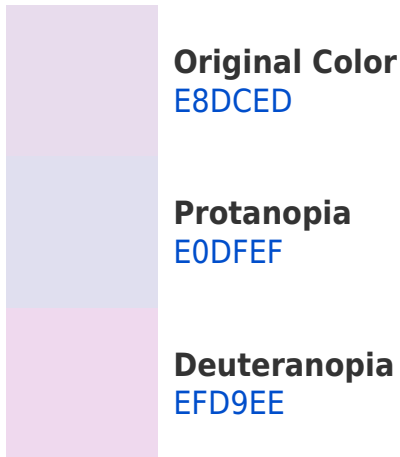 Original Color
E8DCED
Protanopia
E0DFEF
Deuteranopia
EFD9EE